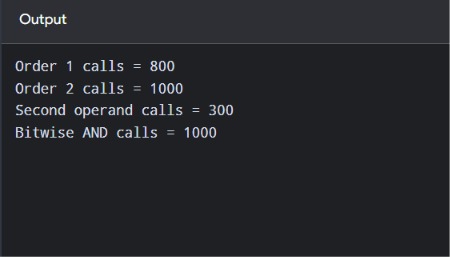 Output
Order 1 calls = 800
Order 2 calls = 1000
Second operand calls = 300
Bitwise AND calls = 1000